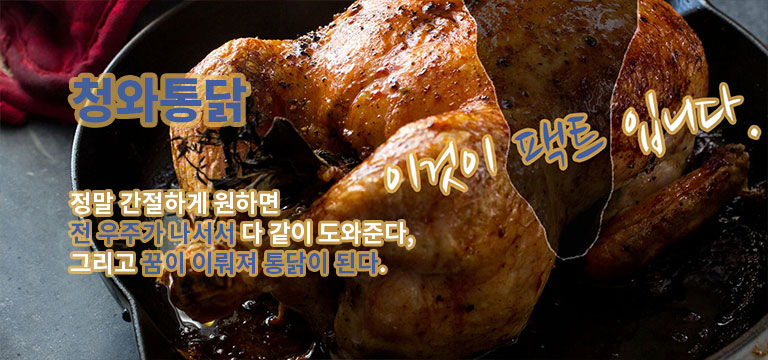 청와통닭
이것이 팩트 입니다.
정말 간절하게 원하면
전 우주가 나서서 다 같이 도와준다,
그리고 꿈이 이뤄져 통닭이 된다.